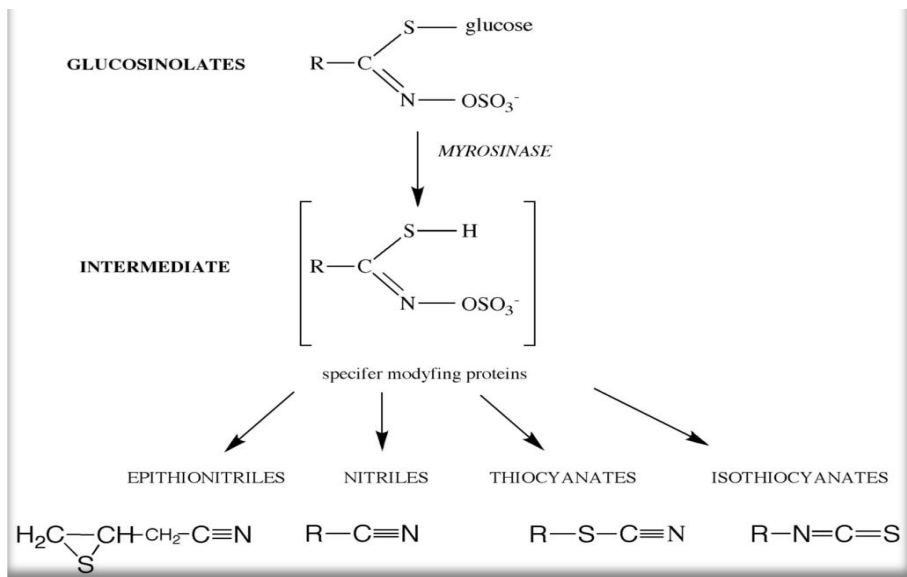 S — glucose
GLUCOSINOLATES R—C
N — OSO₃⁻
MYROSINASE
S — H
INTERMEDIATE R—C
N — OSO₃⁻
specifer modyfing proteins
EPITHIONITRILES NITRILES THIOCYANATES ISOTHIOCYANATES
H₂C—CH—CH₂—C≡N R—C≡N R—S—C≡N R—N=C=S
S